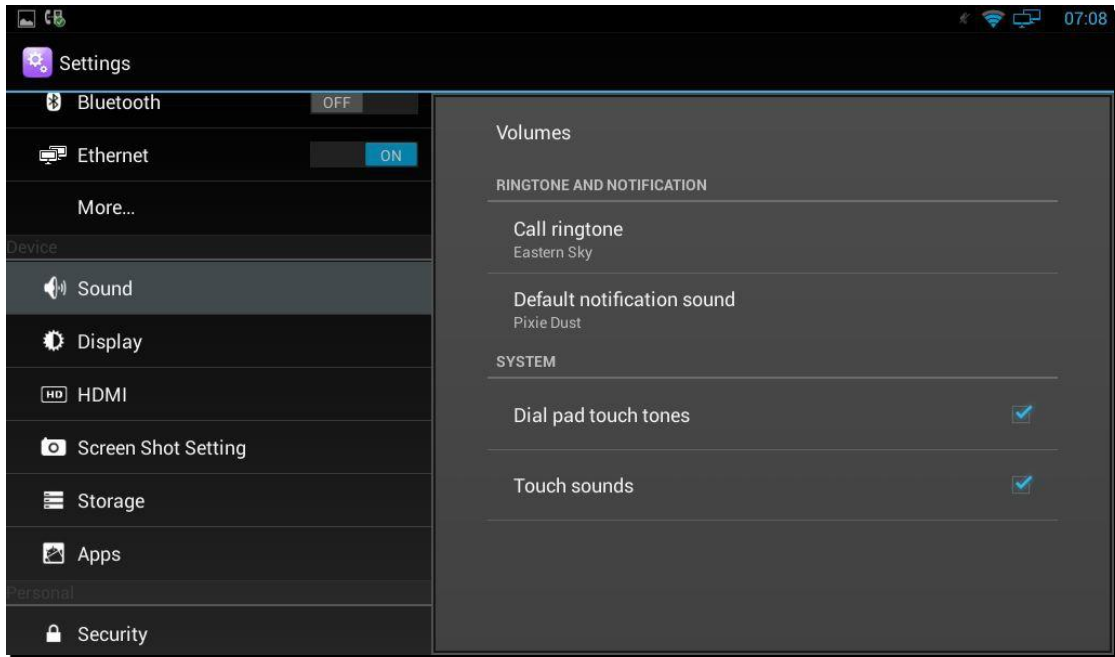 07:08
Settings
Bluetooth
OFF
Ethernet
ON
More...
Device
Sound
Display
HD HDMI
Screen Shot Setting
Storage
Apps
Personal
Security
Volumes
RINGTONE AND NOTIFICATION
Call ringtone
Eastern Sky
Default notification sound
Pixie Dust
SYSTEM
Dial pad touch tones
Touch sounds